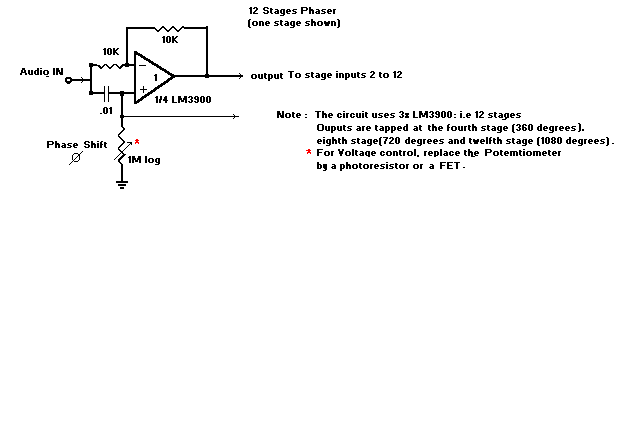 12 Stages Phaser
(one stage shown)
10K
10K
Audio IN
1
output To stage inputs 2 to 12
1/4 LM3900
.01
Note : The circuit uses 3x LM3900: i.e 12 stages
Ouputs are tapped at the fourth stage (360 degrees),
eighth stage(720 degrees and twelfth stage (1080 degrees).
* For Voltage control, replace the Potemtiometer
by a photoresistor or a FET.
Phase Shift
*
1M log